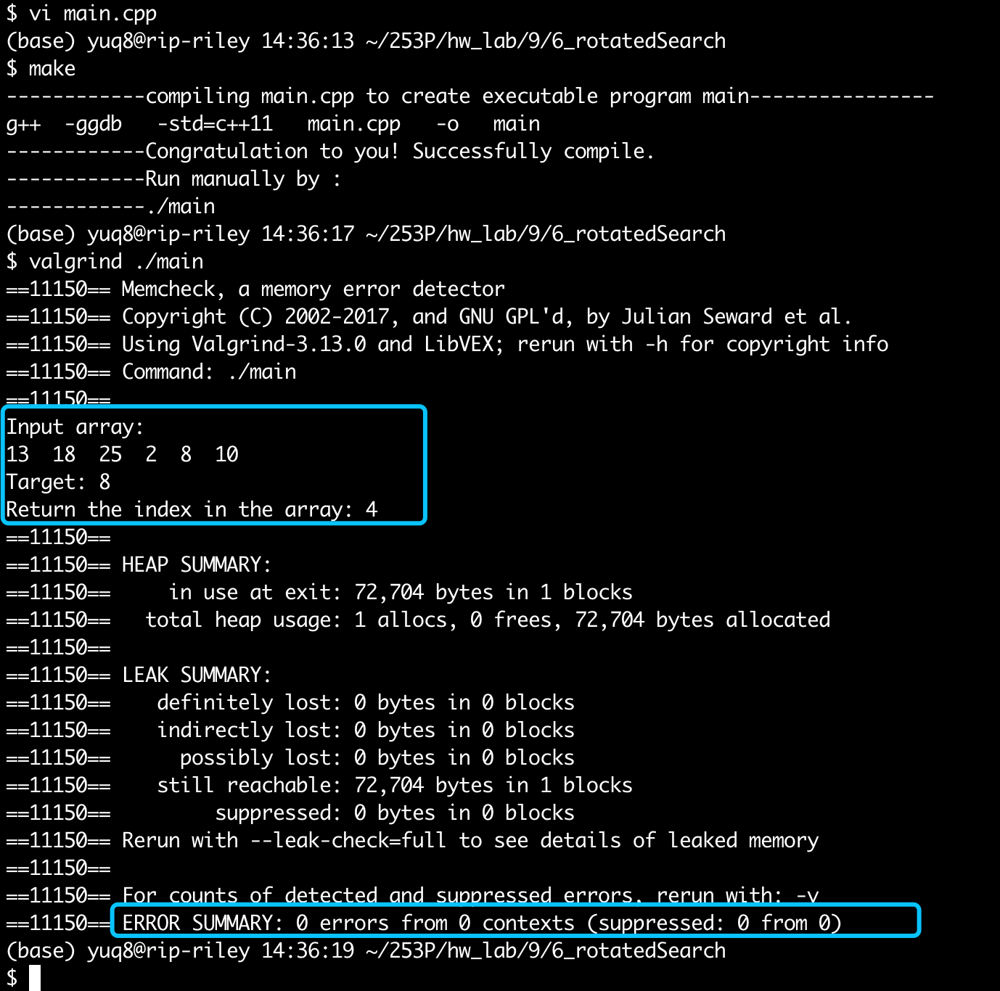 $ vi main.cpp
(base) yuq8@rip-riley 14:36:13 ~/253P/hw_lab/9/6_rotatedSearch
$ make
------------compiling main.cpp to create executable program main----------------
g++  -ggdb   -std=c++11   main.cpp   -o   main
------------Congratulation to you! Successfully compile.
------------Run manually by :
------------./main
(base) yuq8@rip-riley 14:36:17 ~/253P/hw_lab/9/6_rotatedSearch
$ valgrind ./main
==11150== Memcheck, a memory error detector
==11150== Copyright (C) 2002-2017, and GNU GPL'd, by Julian Seward et al.
==11150== Using Valgrind-3.13.0 and LibVEX; rerun with -h for copyright info
==11150== Command: ./main
==11150==
Input array:
13  18  25  2  8  10
Target: 8
Return the index in the array: 4
==11150==
==11150== HEAP SUMMARY:
==11150==     in use at exit: 72,704 bytes in 1 blocks
==11150==   total heap usage: 1 allocs, 0 frees, 72,704 bytes allocated
==11150==
==11150== LEAK SUMMARY:
==11150==    definitely lost: 0 bytes in 0 blocks
==11150==    indirectly lost: 0 bytes in 0 blocks
==11150==      possibly lost: 0 bytes in 0 blocks
==11150==    still reachable: 72,704 bytes in 1 blocks
==11150==         suppressed: 0 bytes in 0 blocks
==11150== Rerun with --leak-check=full to see details of leaked memory
==11150==
==11150== For counts of detected and suppressed errors, rerun with: -v
==11150== ERROR SUMMARY: 0 errors from 0 contexts (suppressed: 0 from 0)
(base) yuq8@rip-riley 14:36:19 ~/253P/hw_lab/9/6_rotatedSearch
$